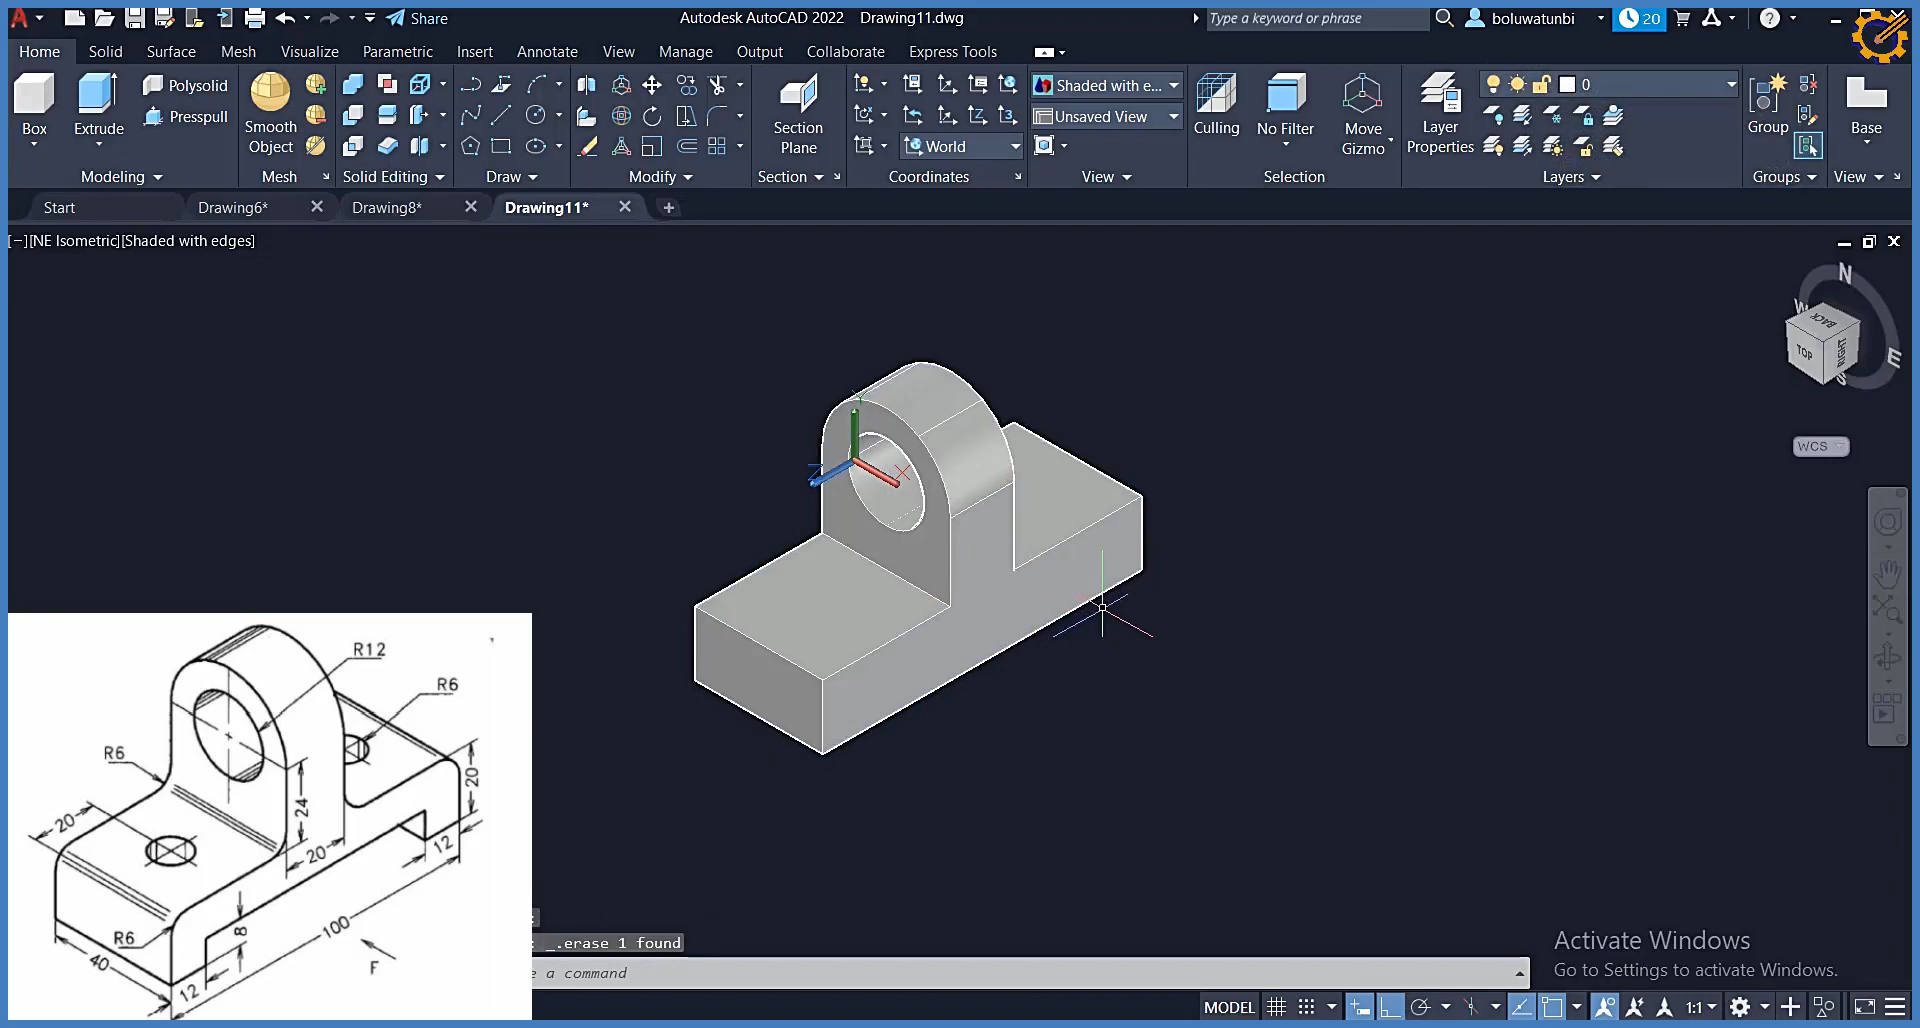 Share
Autodesk AutoCAD 2022 Drawing11.dwg
Type a keyword or phrase
boluwatunbi
20
Home Solid Surface Mesh Visualize Parametric Insert Annotate View Manage Output Collaborate Express Tools
Box
Extrude
Polysolid
Presspull
Smooth
Object
Section
Plane
World
Shaded with e...
Unsaved View
Culling
No Filter
Move
Gizmo
Layer
Properties
0
Group
Base
Modeling Mesh Solid Editing Draw Modify Section Coordinates View Selection Layers Groups View
Start Drawing6* Drawing8* Drawing11*
[−][NE Isometric][Shaded with edges]
N
W
E
S
BACK
TOP
RIGHT
WCS
Y
Z
X
R12
R6
R6
20
24
20
20
12
R6
8
100
40
12
F
: _.erase 1 found
e a command
Activate Windows
Go to Settings to activate Windows.
MODEL
1:1